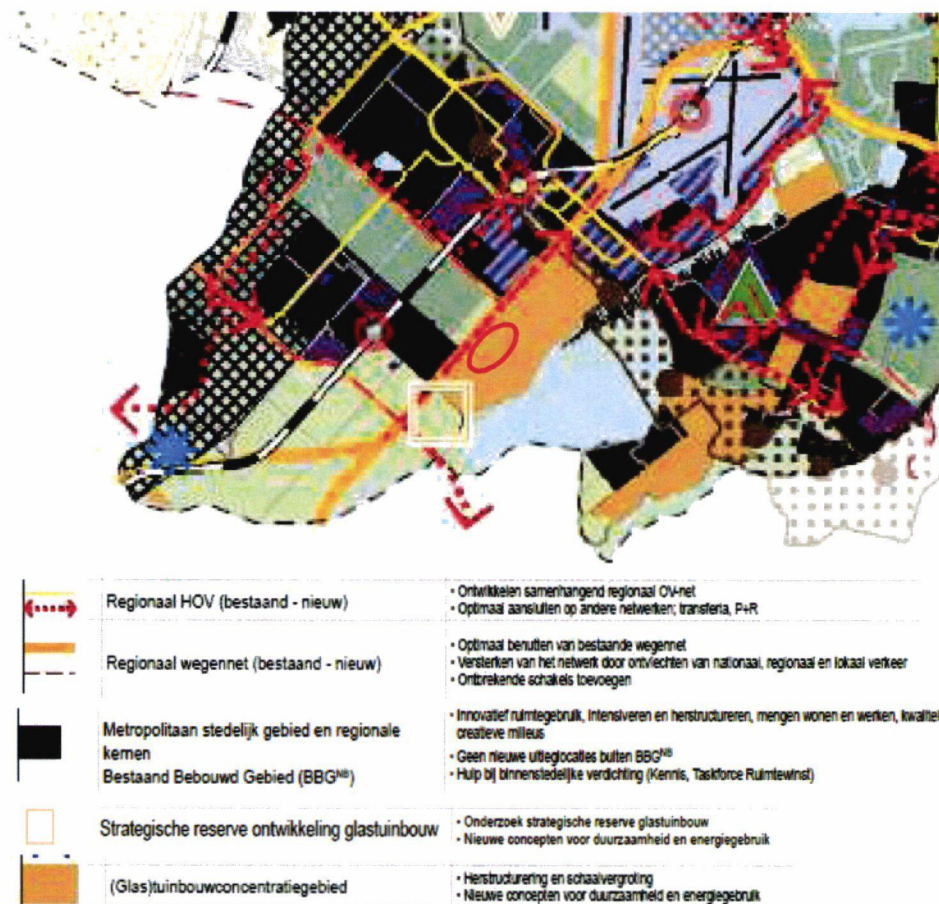 Regionaal HOV (bestaand - nieuw)
• Ontwikkelen samenhangend regionaal OV-net
• Optimaal aansluiten op andere netwerken; transferia, P+R
Regionaal wegennet (bestaand - nieuw)
• Optimaal benutten van bestaande wegennet
• Versterken van het netwerk door ontvlechten van nationaal, regionaal en lokaal verkeer
• Ontbrekende schakels toevoegen
Metropolitaan stedelijk gebied en regionale
kernen
Bestaand Bebouwd Gebied (BBGᴺᴮ)
• Innovatief ruimtegebruik, intensiveren en herstructureren, mengen wonen en werken, kwalitei
creatieve milieus
• Geen nieuwe uitleglocaties buiten BBGᴺᴮ
• Hulp bij binnenstedelijke verdichting (Kennis, Taskforce Ruimtewinst)
Strategische reserve ontwikkeling glastuinbouw
• Onderzoek strategische reserve glastuinbouw
• Nieuwe concepten voor duurzaamheid en energiegebruik
(Glas)tuinbouwconcentratiegebied
• Herstructurering en schaalvergroting
• Nieuwe concepten voor duurzaamheid en energiegebruik